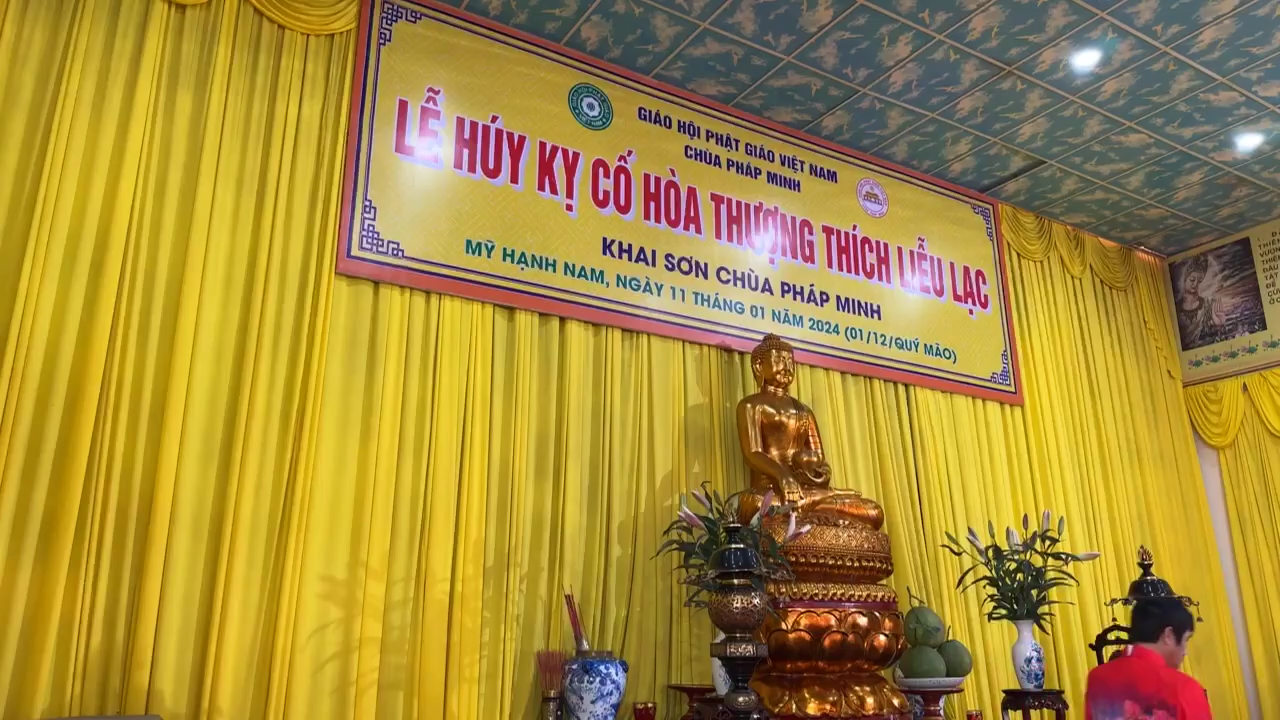 GIÁO HỘI PHẬT GIÁO VIỆT NAM
CHÙA PHÁP MINH
LỄ HÚY KỴ CỐ HÒA THƯỢNG THÍCH LIỄU LẠC
KHAI SƠN CHÙA PHÁP MINH
MỸ HẠNH NAM, NGÀY 11 THÁNG 01 NĂM 2024 (01/12/QUÝ MÃO)